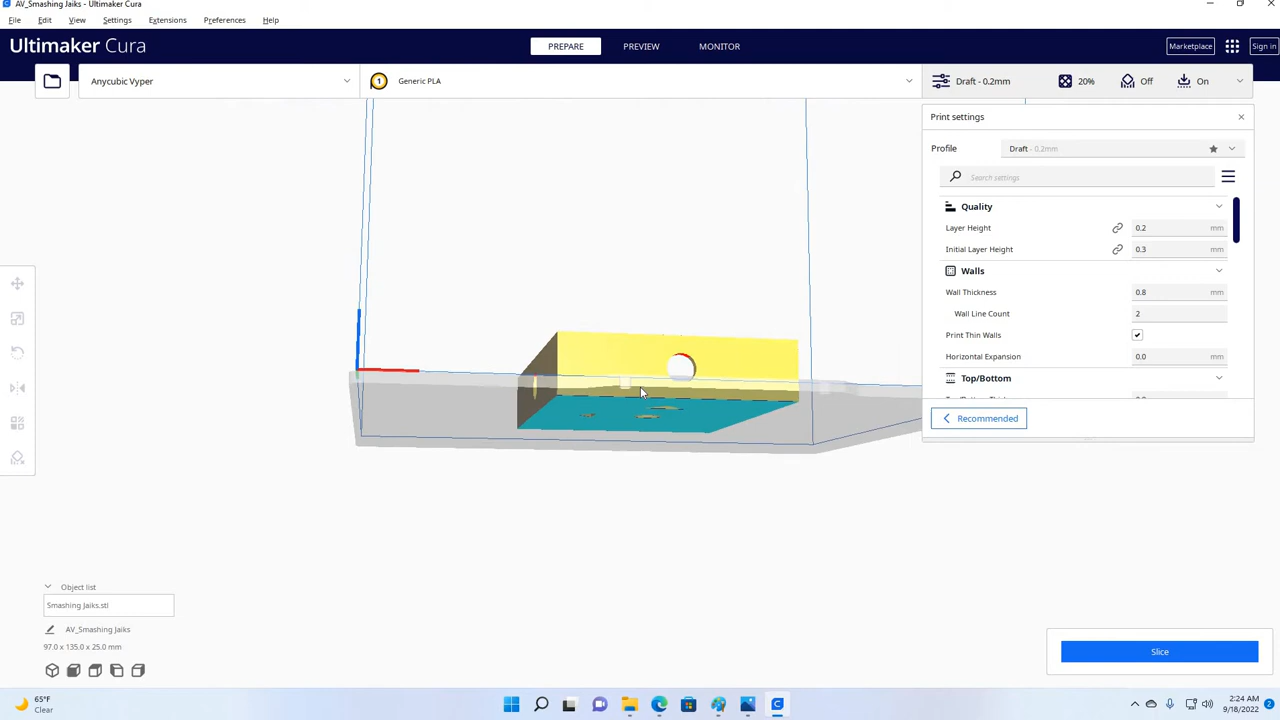 AV_Smashing Jaiks - Ultimaker Cura
File Edit View Settings Extensions Preferences Help
Ultimaker Cura PREPARE PREVIEW MONITOR Marketplace Sign in
Anycubic Vyper 1 Generic PLA Draft - 0.2mm 20% Off On
Print settings
Profile Draft - 0.2mm
Search settings
Quality
Layer Height 0.2 mm
Initial Layer Height 0.3 mm
Walls
Wall Thickness 0.8 mm
Wall Line Count 2
Print Thin Walls
Horizontal Expansion 0.0 mm
Top/Bottom
Recommended
Object list
Smashing Jaiks.stl
AV_Smashing Jaiks
97.0 x 135.0 x 25.0 mm
Slice
65°F
Clear
2:24 AM
9/18/2022
2